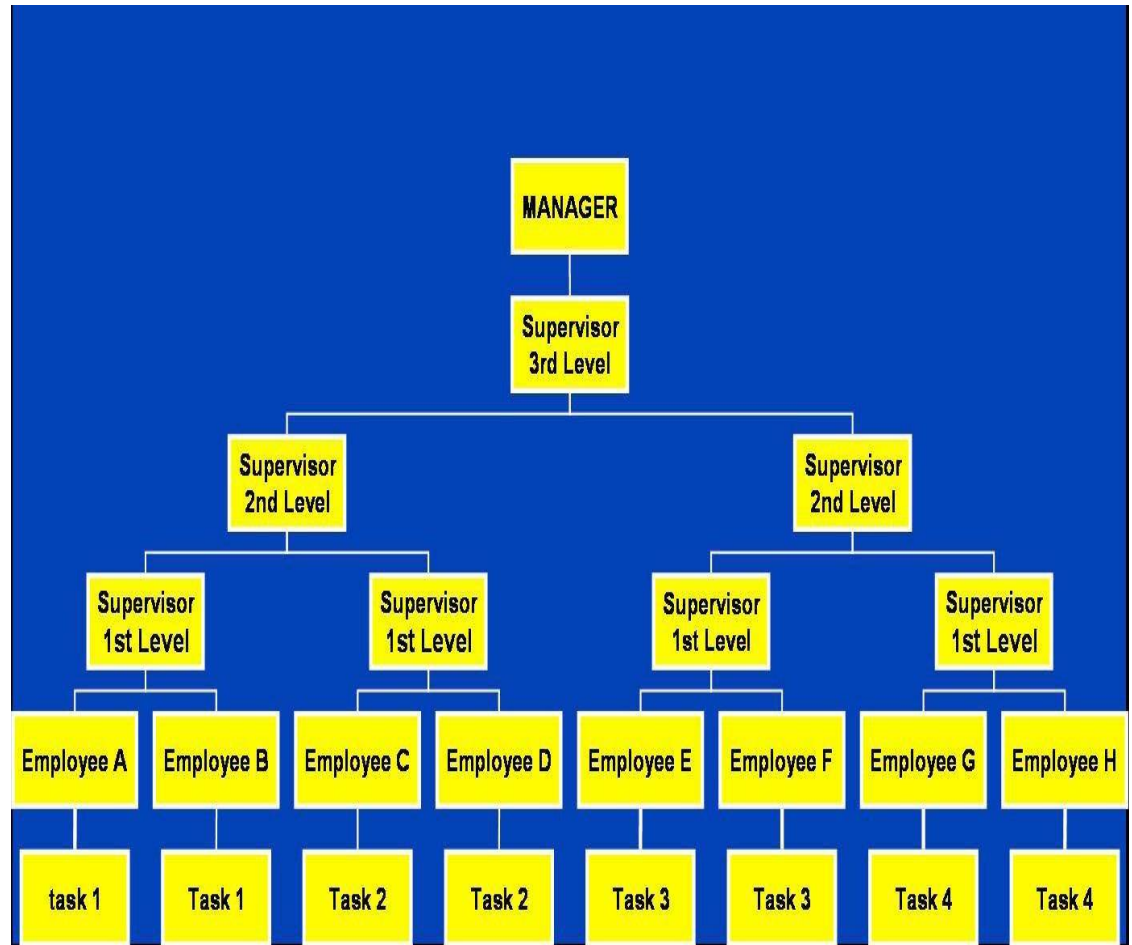 MANAGER
Supervisor
3rd Level
Supervisor
2nd Level
Supervisor
2nd Level
Supervisor
1st Level
Supervisor
1st Level
Supervisor
1st Level
Supervisor
1st Level
Employee A
Employee B
Employee C
Employee D
Employee E
Employee F
Employee G
Employee H
task 1
Task 1
Task 2
Task 2
Task 3
Task 3
Task 4
Task 4